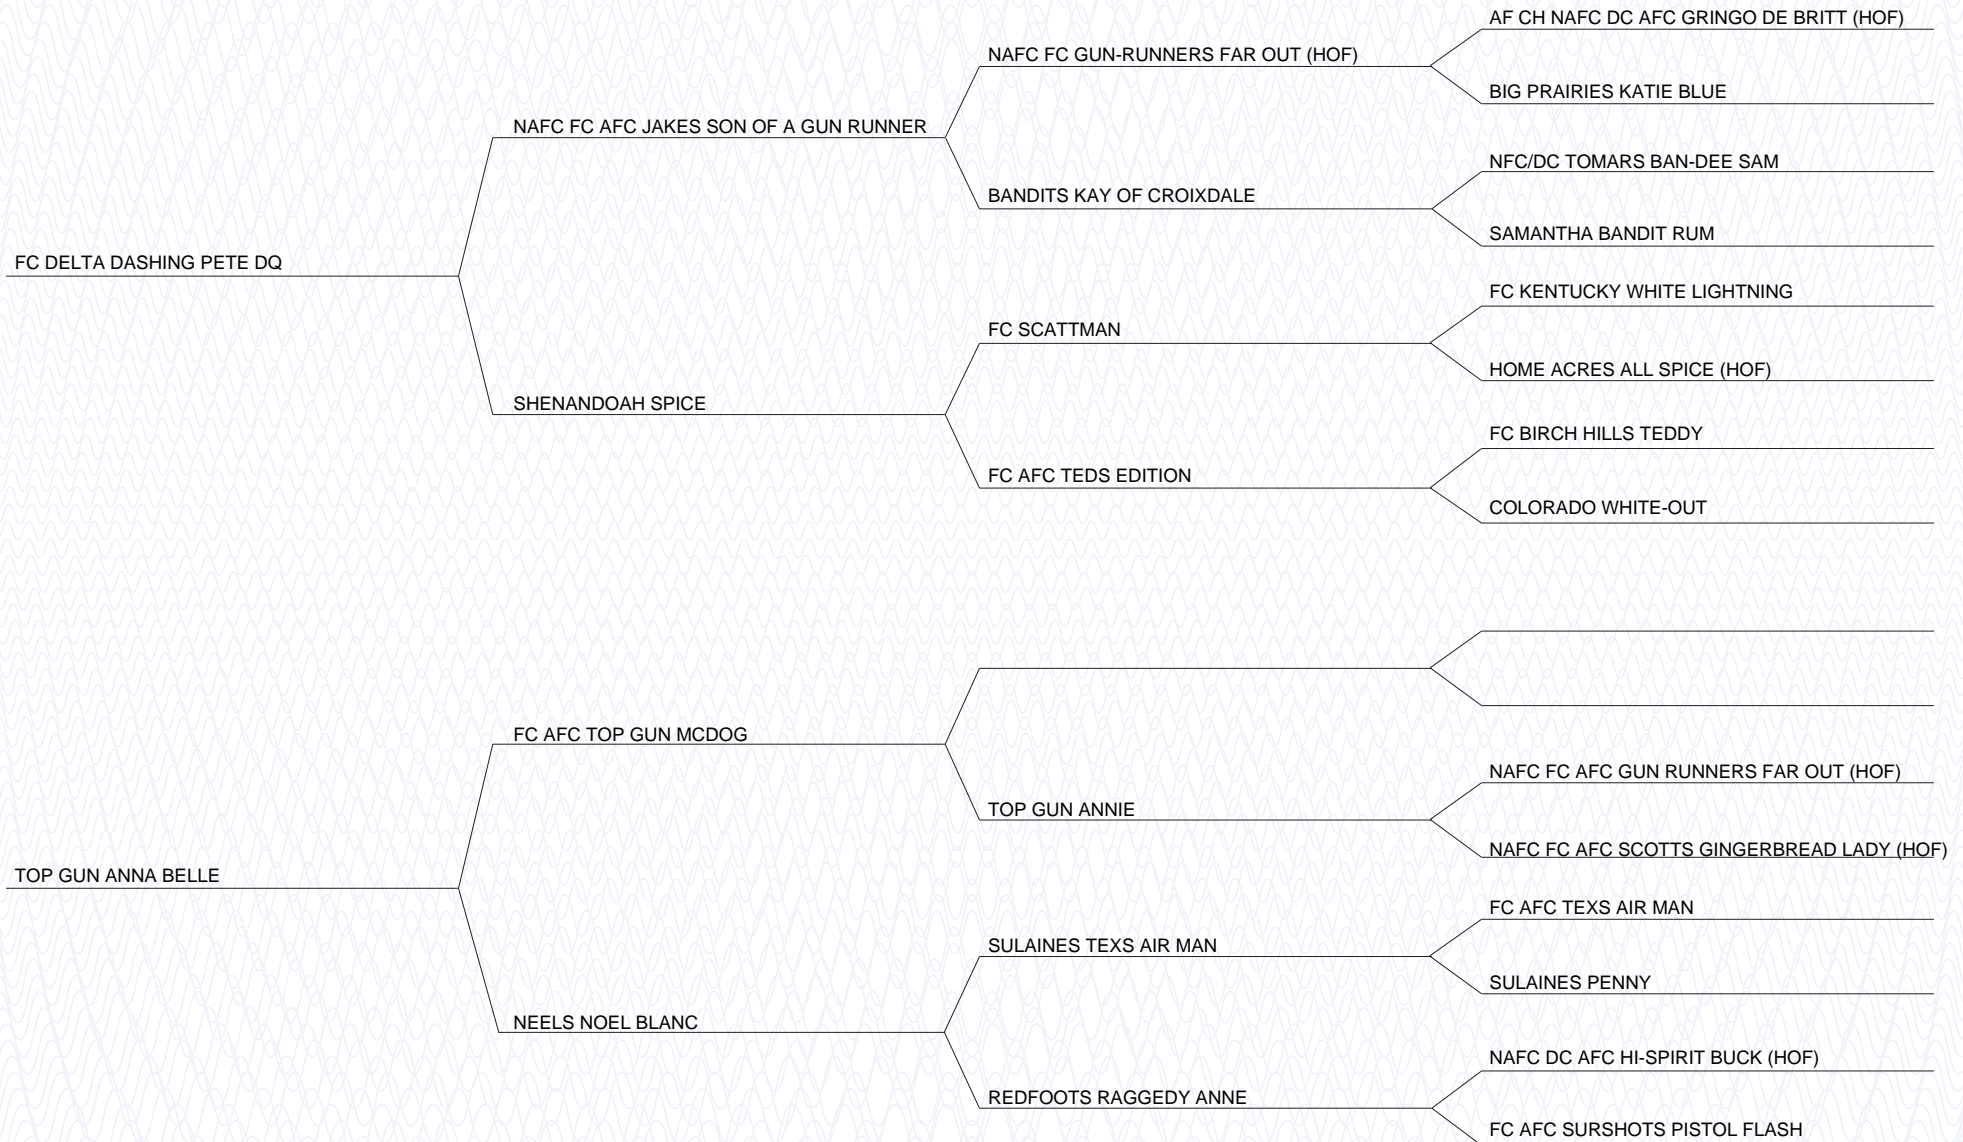 AF CH NAFC DC AFC GRINGO DE BRITT (HOF)
NAFC FC GUN-RUNNERS FAR OUT (HOF)
BIG PRAIRIES KATIE BLUE
NAFC FC AFC JAKES SON OF A GUN RUNNER
NFC/DC TOMARS BAN-DEE SAM
BANDITS KAY OF CROIXDALE
SAMANTHA BANDIT RUM
FC DELTA DASHING PETE DQ
FC KENTUCKY WHITE LIGHTNING
FC SCATTMAN
HOME ACRES ALL SPICE (HOF)
SHENANDOAH SPICE
FC BIRCH HILLS TEDDY
FC AFC TEDS EDITION
COLORADO WHITE-OUT
FC AFC TOP GUN MCDOG
NAFC FC AFC GUN RUNNERS FAR OUT (HOF)
TOP GUN ANNIE
NAFC FC AFC SCOTTS GINGERBREAD LADY (HOF)
TOP GUN ANNA BELLE
FC AFC TEXS AIR MAN
SULAINES TEXS AIR MAN
SULAINES PENNY
NEELS NOEL BLANC
NAFC DC AFC HI-SPIRIT BUCK (HOF)
REDFOOTS RAGGEDY ANNE
FC AFC SURSHOTS PISTOL FLASH